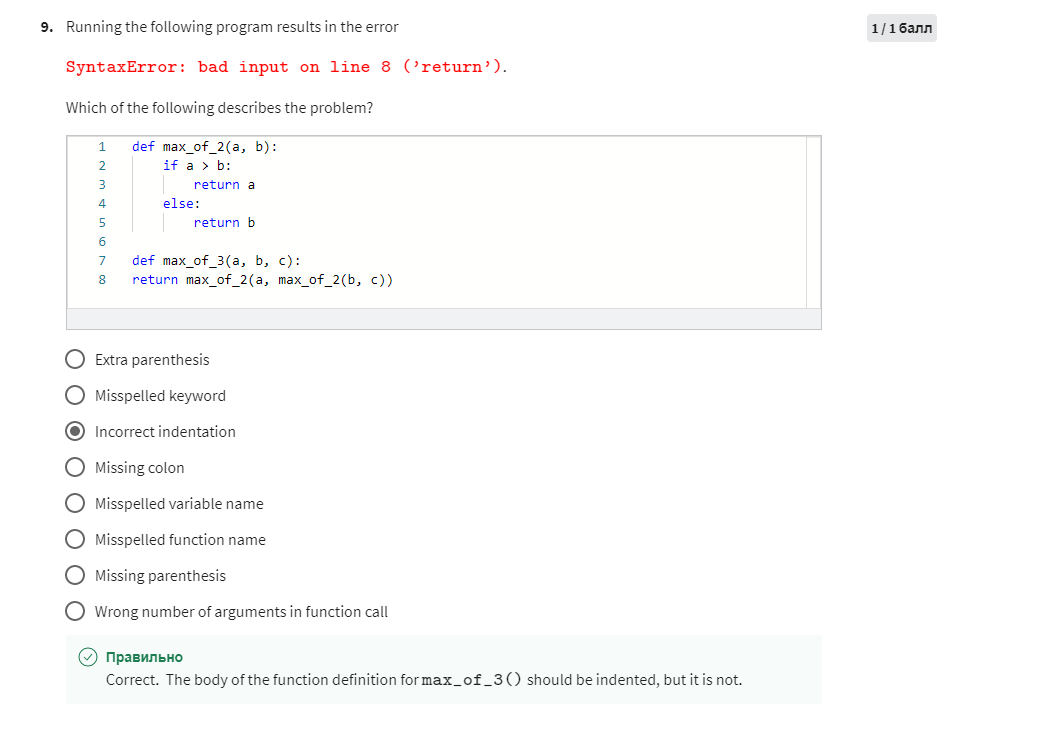 9. Running the following program results in the error
1 / 1 балл
SyntaxError: bad input on line 8 ('return').
Which of the following describes the problem?
1 def max_of_2(a, b):
2     if a > b:
3         return a
4     else:
5         return b
6
7 def max_of_3(a, b, c):
8 return max_of_2(a, max_of_2(b, c))
Extra parenthesis
Misspelled keyword
Incorrect indentation
Missing colon
Misspelled variable name
Misspelled function name
Missing parenthesis
Wrong number of arguments in function call
Правильно
Correct. The body of the function definition for max_of_3() should be indented, but it is not.